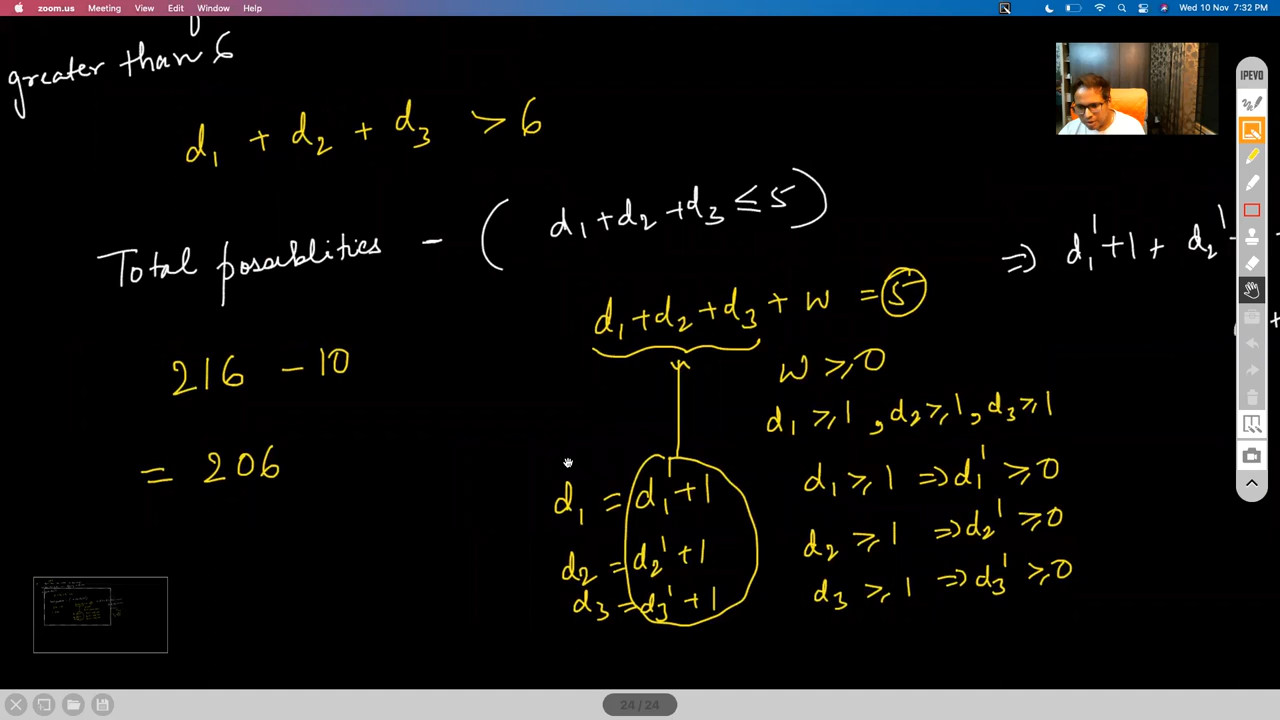 zoom.us Meeting View Edit Window Help Wed 10 Nov 7:32 PM
greater than 6
IPEVO
d₁ + d₂ + d₃ > 6
Total possiblities - ( d₁ + d₂ + d₃ ≤ 5 )
⇒ d₁' + 1 + d₂'
d₁ + d₂ + d₃ + w = 5
216 - 10
w ≥ 0
d₁ ≥ 1, d₂ ≥ 1, d₃ ≥ 1
= 206
d₁ = d₁' + 1
d₁ ≥ 1 ⇒ d₁' ≥ 0
d₂ = d₂' + 1
d₂ ≥ 1 ⇒ d₂' ≥ 0
d₃ = d₃' + 1
d₃ ≥ 1 ⇒ d₃' ≥ 0
24 / 24